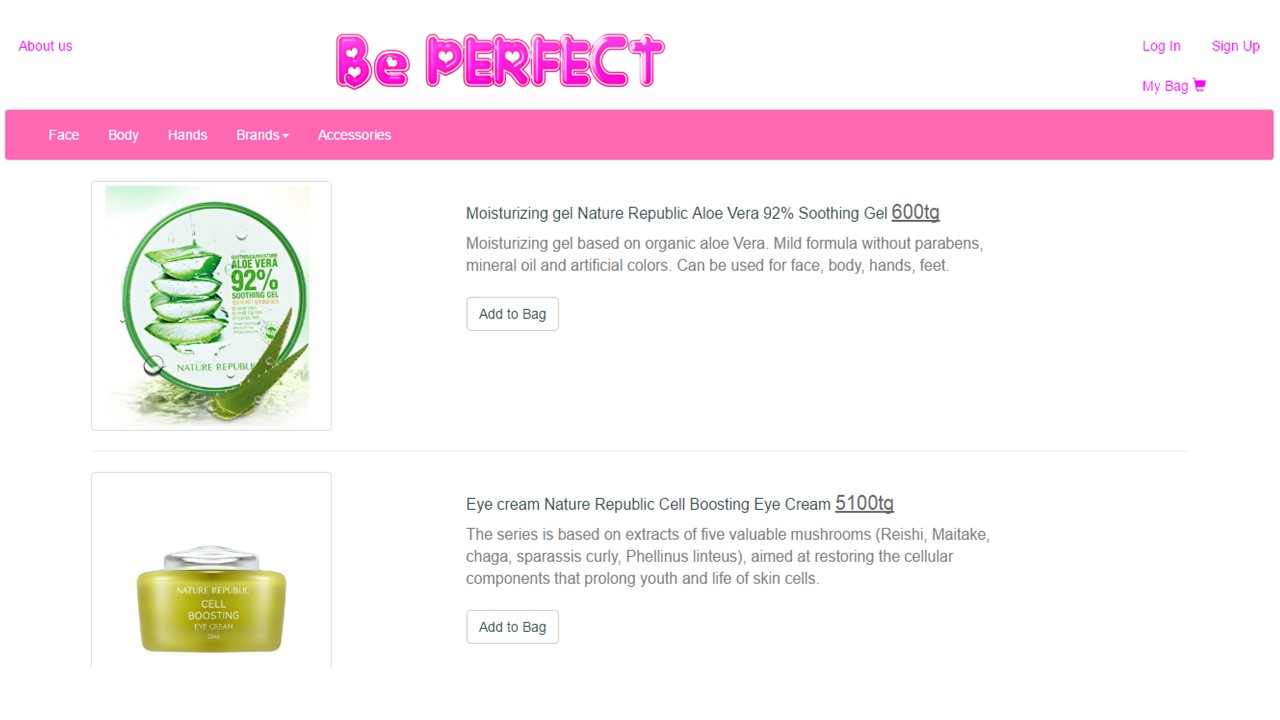 About us
Be PERFECT
Log In Sign Up
My Bag
Face Body Hands Brands Accessories
Moisturizing gel Nature Republic Aloe Vera 92% Soothing Gel 600tg
Moisturizing gel based on organic aloe Vera. Mild formula without parabens,
mineral oil and artificial colors. Can be used for face, body, hands, feet.
Add to Bag
ALOE VERA
92%
SOOTHING GEL
NATURE REPUBLI
Eye cream Nature Republic Cell Boosting Eye Cream 5100tg
The series is based on extracts of five valuable mushrooms (Reishi, Maitake,
chaga, sparassis curly, Phellinus linteus), aimed at restoring the cellular
components that prolong youth and life of skin cells.
Add to Bag
NATURE REPUBLIC
CELL
BOOSTING
EYE CREAM